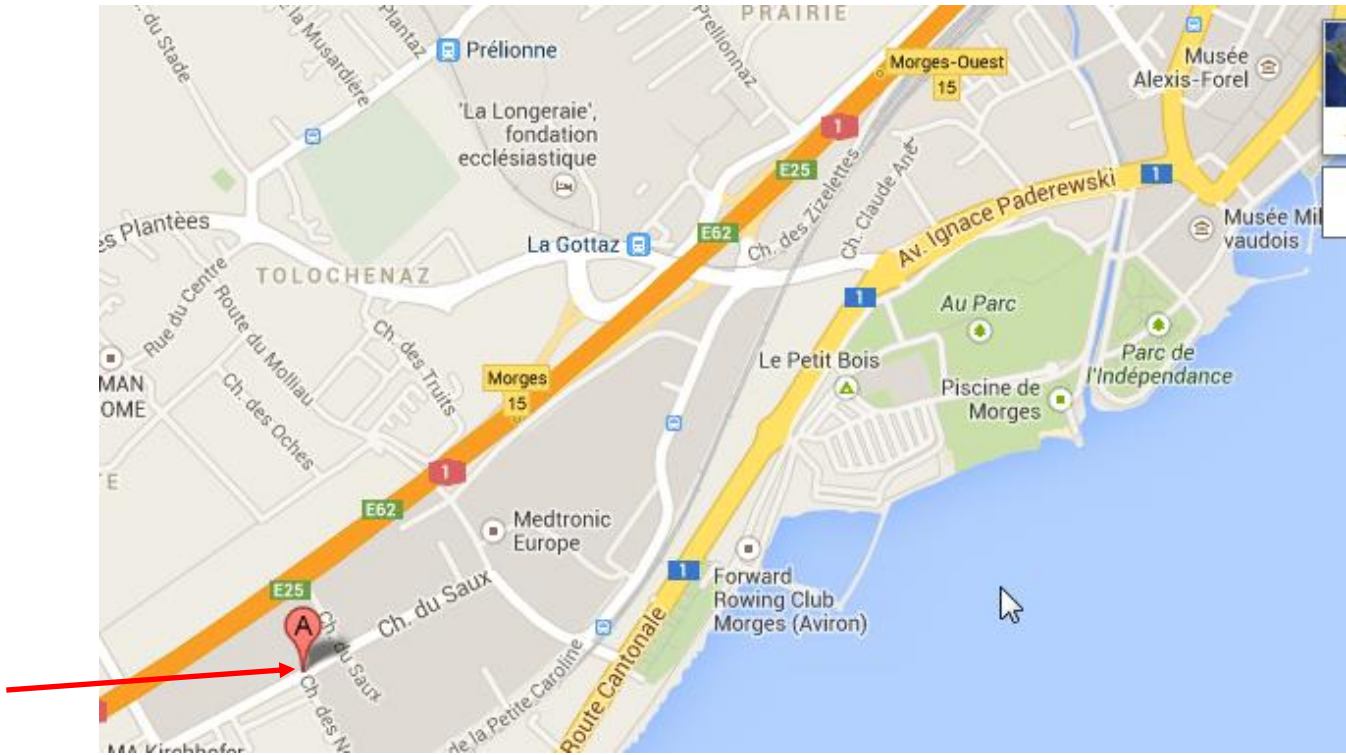 PRAIRIE
du Stade
de la Musardière
Plantaz
Prélionne
Prellionnaz
Morges-Ouest
15
Musée
Alexis-Forel
'La Longeraie',
fondation
ecclésiastique
1
E25
Ch. des Zizelettes
Ch. Claude Ané
Av. Ignace Paderewski
1
Musée Mil
vaudois
es Plantèes
La Gottaz
E62
TOLOCHENAZ
Rue du Centre
Route du Molliau
Ch. des Truits
1
Au Parc
Parc de
l'Indépendance
Le Petit Bois
Piscine de
Morges
MAN
OME
Morges
15
Ch. des Oches
1
E
E62
Medtronic
Europe
1
Forward
Rowing Club
Morges (Aviron)
E25
A
Ch. du Saux
Ch. du Saux
Ch. des No
de la Petite Caroline
Route Cantonale
MA Kirchhofer